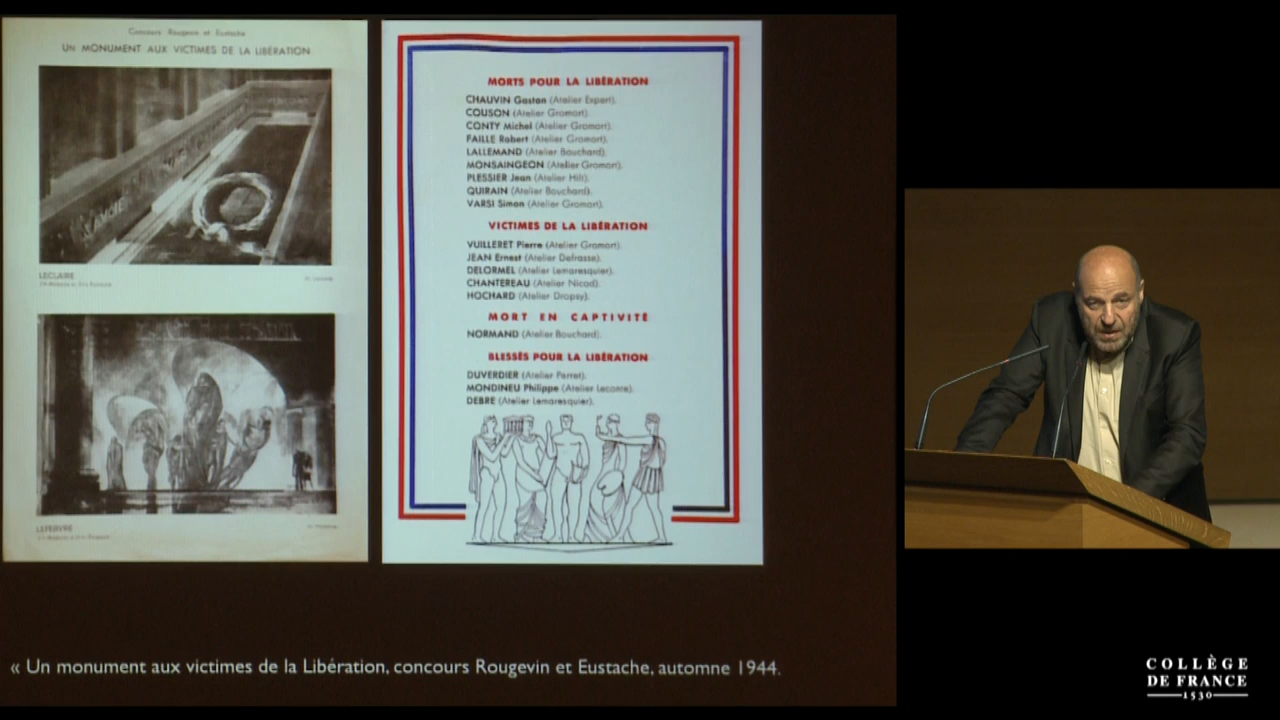 Concours Rougevin et Eustache
UN MONUMENT AUX VICTIMES DE LA LIBÉRATION
LECLAIRE
LEFEBVRE
MORTS POUR LA LIBÉRATION
CHAUVIN Gaston (Atelier Expert).
COUSON (Atelier Gromort).
CONTY Michel (Atelier Gromort).
FAILLE Robert (Atelier Gromort).
LALLEMAND (Atelier Bouchard).
MONSAINGEON (Atelier Gromort).
PLESSIER Jean (Atelier Hilt).
QUIRAIN (Atelier Bouchard).
VARSI Simon (Atelier Gromort).
VICTIMES DE LA LIBÉRATION
VUILLERET Pierre (Atelier Gromort).
JEAN Ernest (Atelier Defrasse).
DELORMEL (Atelier Lemaresquier).
CHANTEREAU (Atelier Nicod).
HOCHARD (Atelier Dropsy).
MORT EN CAPTIVITÉ
NORMAND (Atelier Bouchard).
BLESSÉS POUR LA LIBÉRATION
DUVERDIER (Atelier Perret).
MONDINEU Philippe (Atelier Leconte).
DEBRE (Atelier Lemaresquier).
« Un monument aux victimes de la Libération, concours Rougevin et Eustache, automne 1944.
COLLÈGE
DE FRANCE
1530